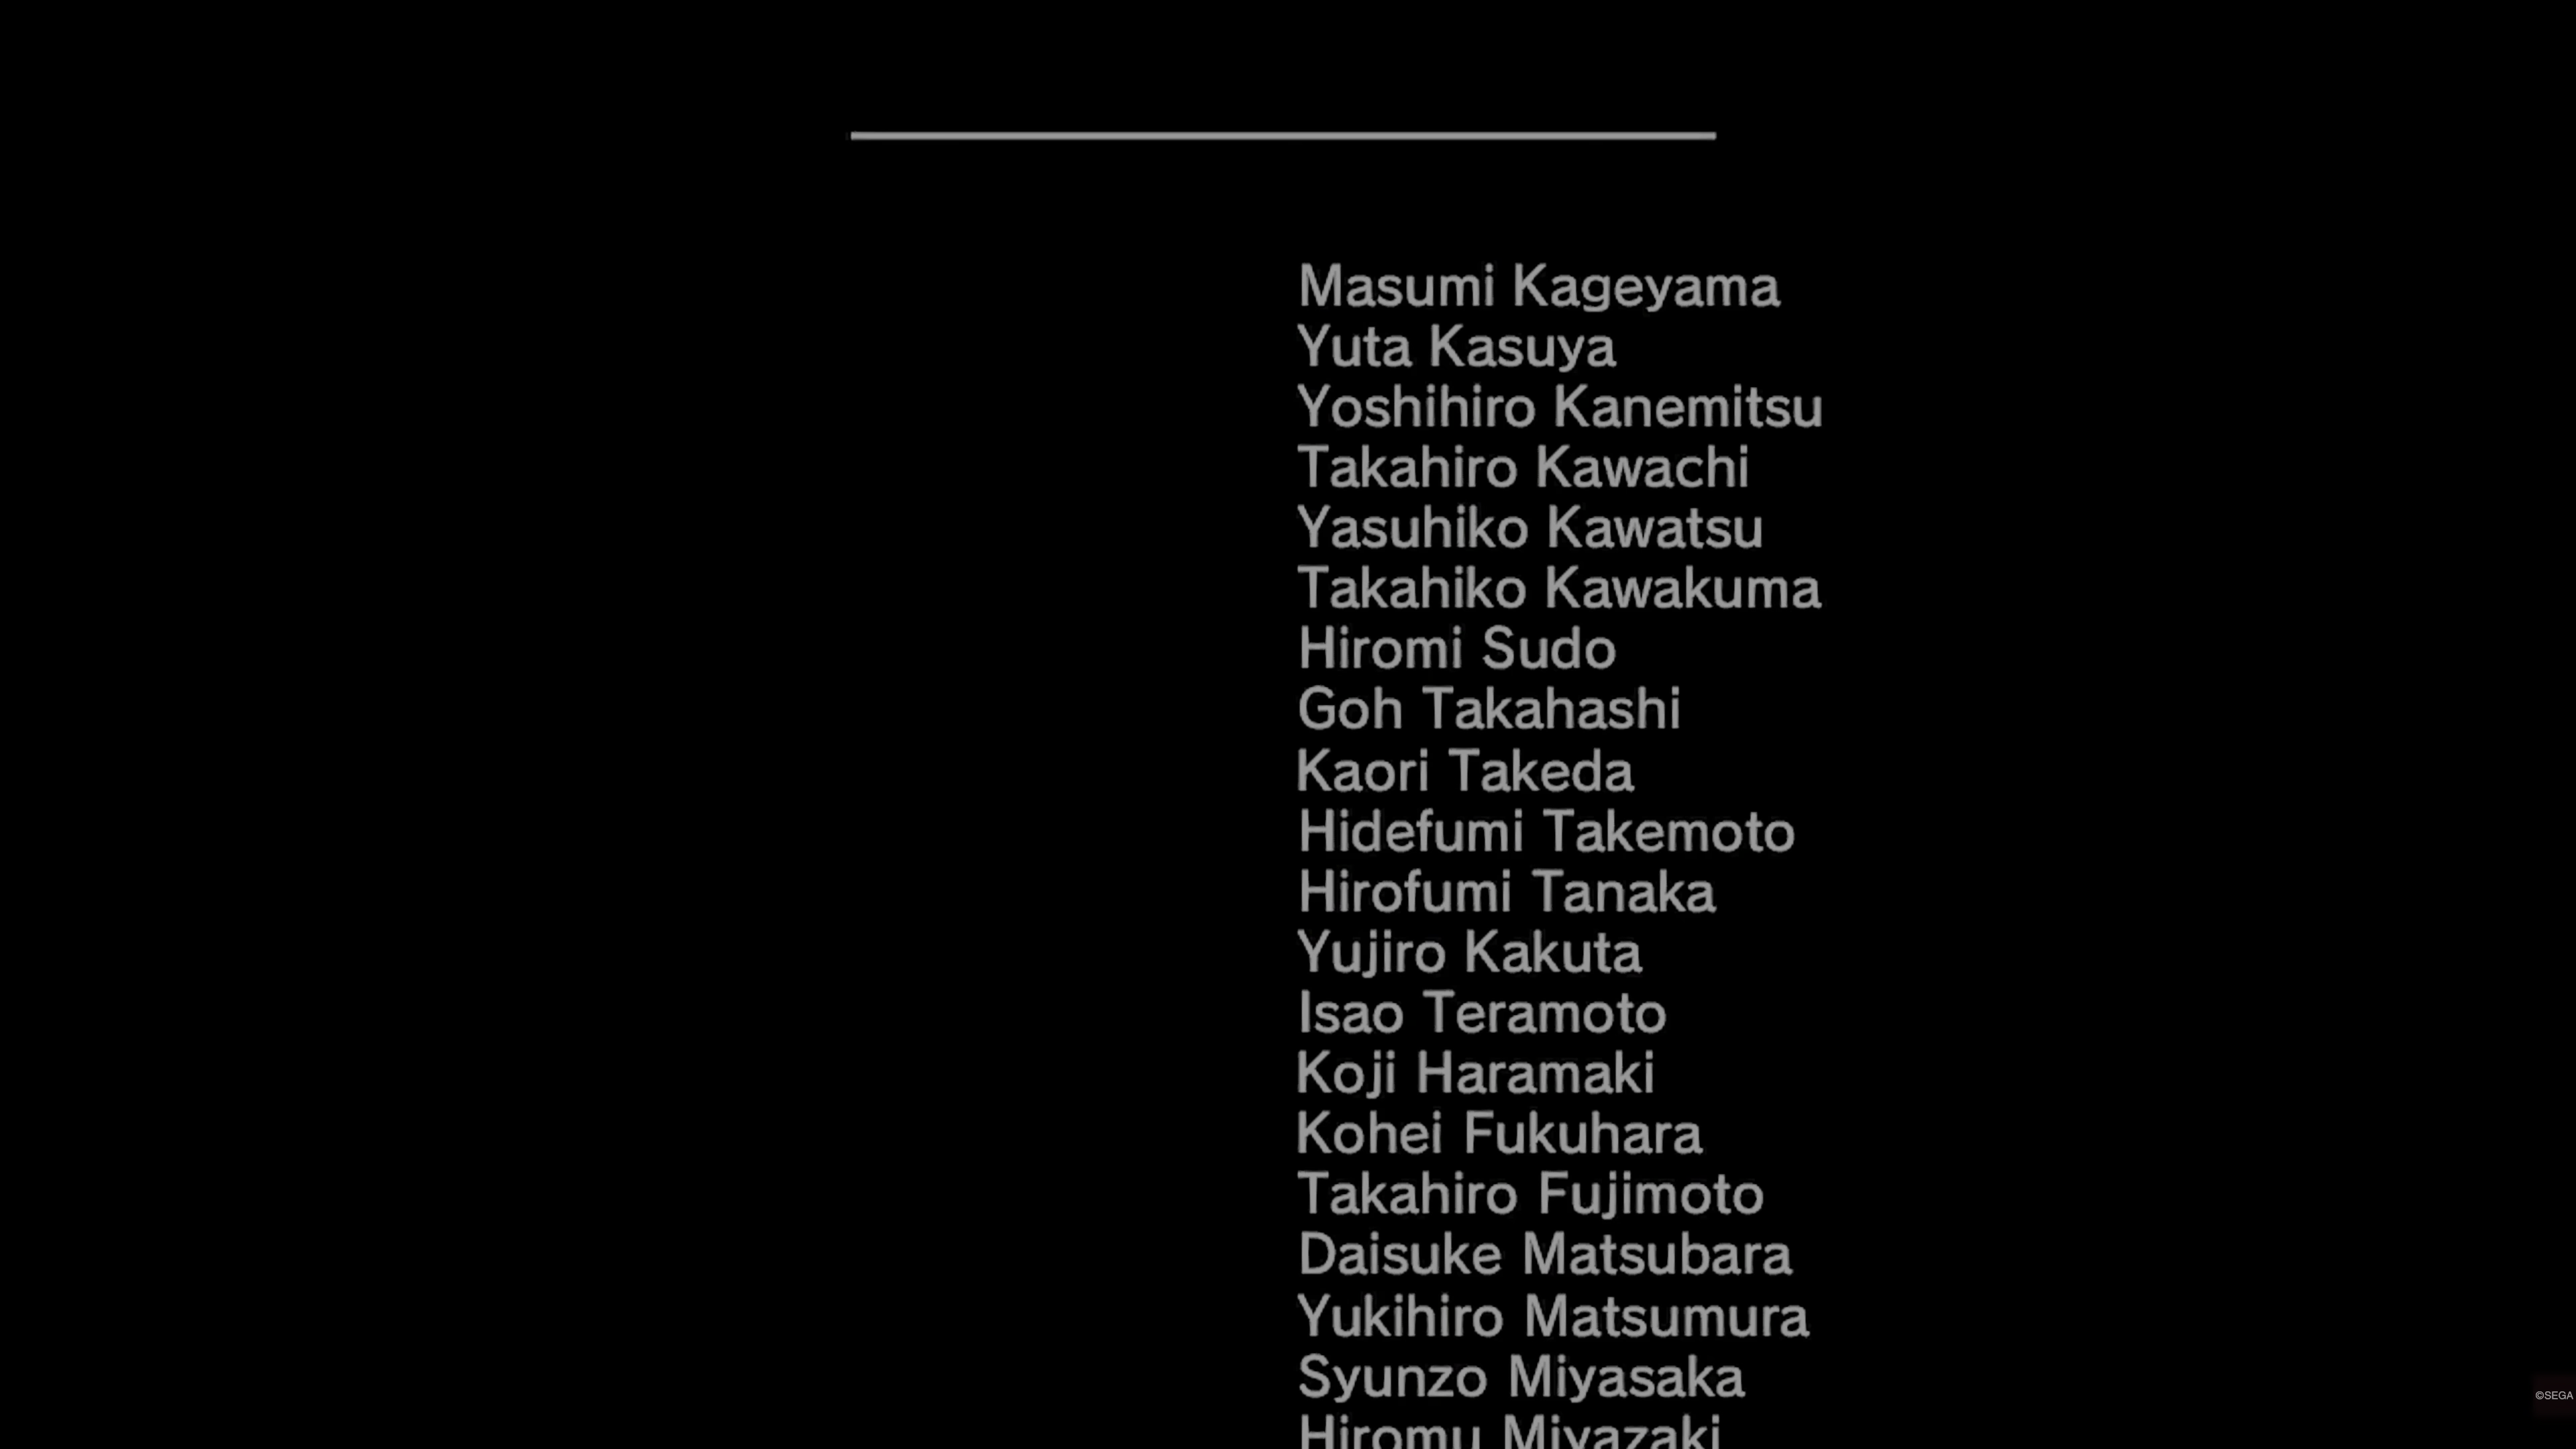 Masumi Kageyama
Yuta Kasuya
Yoshihiro Kanemitsu
Takahiro Kawachi
Yasuhiko Kawatsu
Takahiko Kawakuma
Hiromi Sudo
Goh Takahashi
Kaori Takeda
Hidefumi Takemoto
Hirofumi Tanaka
Yujiro Kakuta
Isao Teramoto
Koji Haramaki
Kohei Fukuhara
Takahiro Fujimoto
Daisuke Matsubara
Yukihiro Matsumura
Syunzo Miyasaka
©SEGA
Hiromu Miyazaki